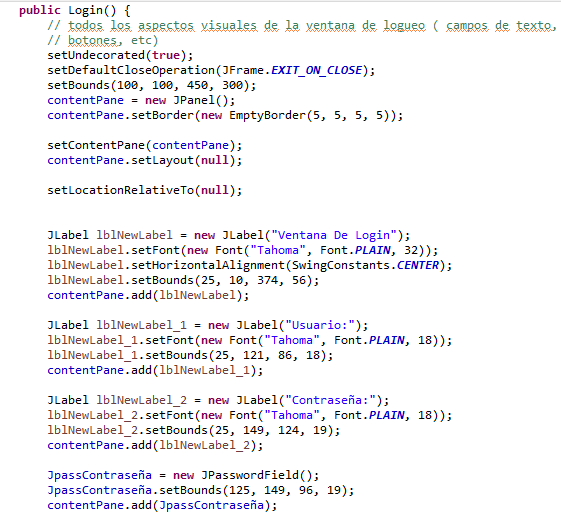 public Login() {
// todos los aspectos visuales de la ventana de logueo ( campos de texto,
// botones, etc)
setUndecorated(true);
setDefaultCloseOperation(JFrame.EXIT_ON_CLOSE);
setBounds(100, 100, 450, 300);
contentPane = new JPanel();
contentPane.setBorder(new EmptyBorder(5, 5, 5, 5));
setContentPane(contentPane);
contentPane.setLayout(null);
setLocationRelativeTo(null);
JLabel lblNewLabel = new JLabel("Ventana De Login");
lblNewLabel.setFont(new Font("Tahoma", Font.PLAIN, 32));
lblNewLabel.setHorizontalAlignment(SwingConstants.CENTER);
lblNewLabel.setBounds(25, 10, 374, 56);
contentPane.add(lblNewLabel);
JLabel lblNewLabel_1 = new JLabel("Usuario:");
lblNewLabel_1.setFont(new Font("Tahoma", Font.PLAIN, 18));
lblNewLabel_1.setBounds(25, 121, 86, 18);
contentPane.add(lblNewLabel_1);
JLabel lblNewLabel_2 = new JLabel("Contraseña:");
lblNewLabel_2.setFont(new Font("Tahoma", Font.PLAIN, 18));
lblNewLabel_2.setBounds(25, 149, 124, 19);
contentPane.add(lblNewLabel_2);
JpassContraseña = new JPasswordField();
JpassContraseña.setBounds(125, 149, 96, 19);
contentPane.add(JpassContraseña);